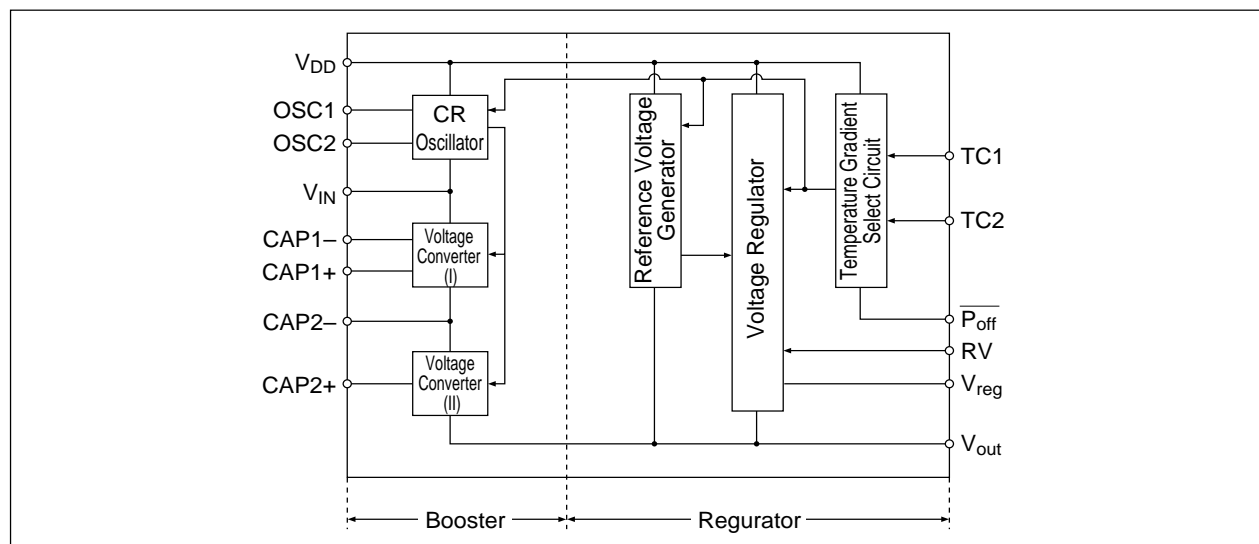 VDD
OSC1
OSC2
VIN
CAP1–
CAP1+
CAP2–
CAP2+
CR
Oscillator
Voltage
Converter
(I)
Voltage
Converter
(II)
Reference Voltage
Generator
Voltage Regulator
Temperature Gradient
Select Circuit
TC1
TC2
P̅o̅f̅f̅
RV
Vreg
Vout
Booster
Regurator